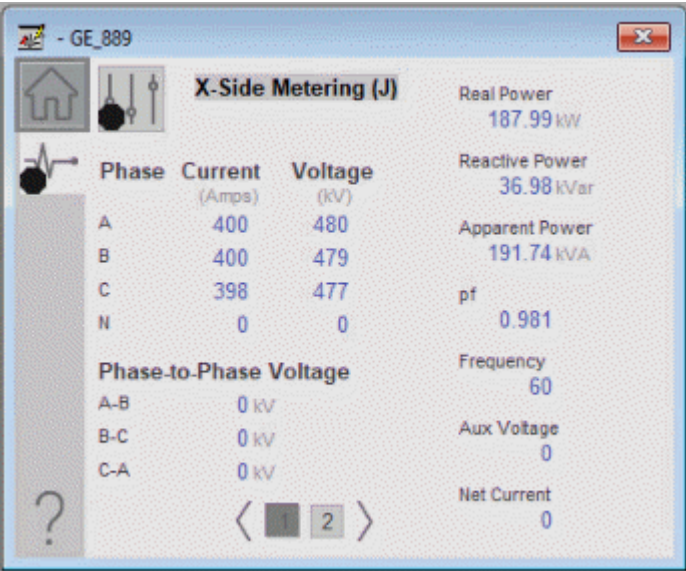 - GE_889
X-Side Metering (J)
Phase Current Voltage
(Amps) (kV)
A 400 480
B 400 479
C 398 477
N 0 0
Phase-to-Phase Voltage
A-B 0 kV
B-C 0 kV
C-A 0 kV
1 2
Real Power
187.99 kW
Reactive Power
36.98 kVar
Apparent Power
191.74 kVA
pf
0.981
Frequency
60
Aux Voltage
0
Net Current
0
?